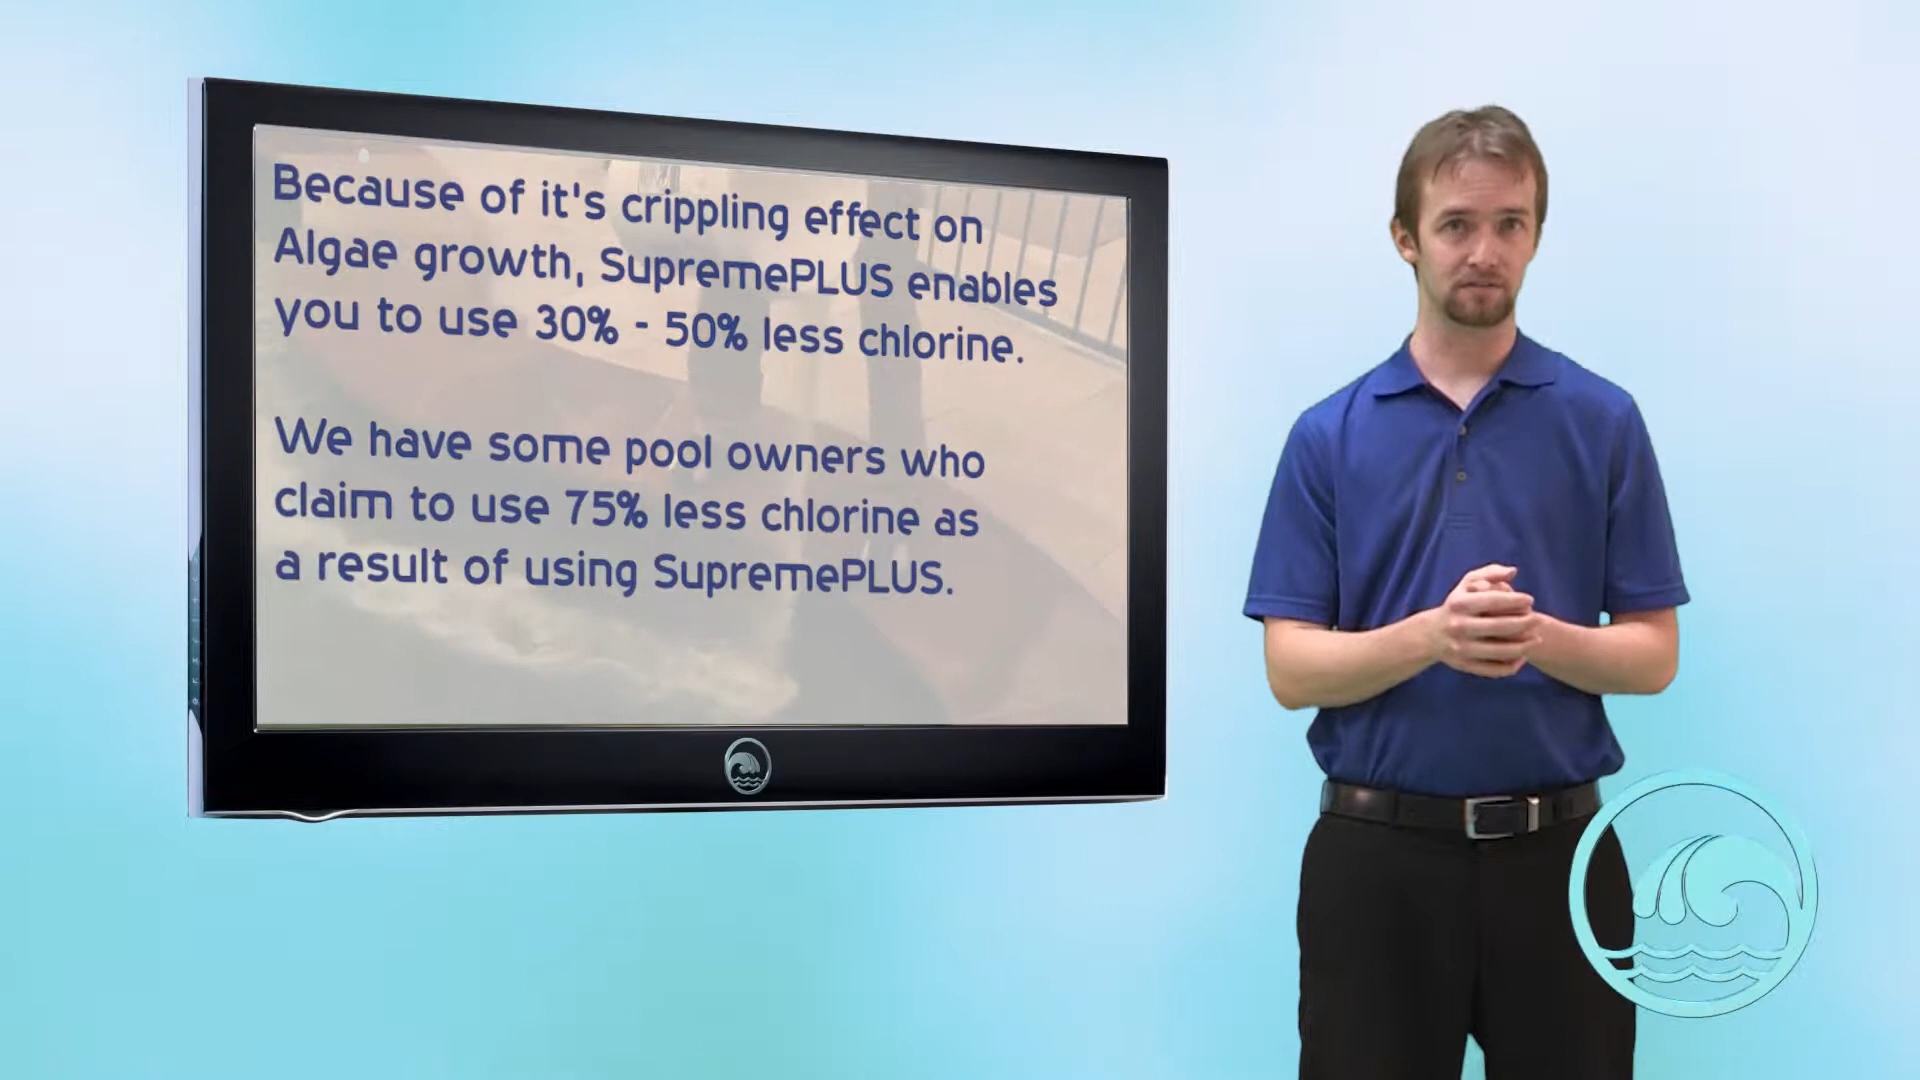 Because of it's crippling effect on
Algae growth, SupremePLUS enables
you to use 30% - 50% less chlorine.
We have some pool owners who
claim to use 75% less chlorine as
a result of using SupremePLUS.